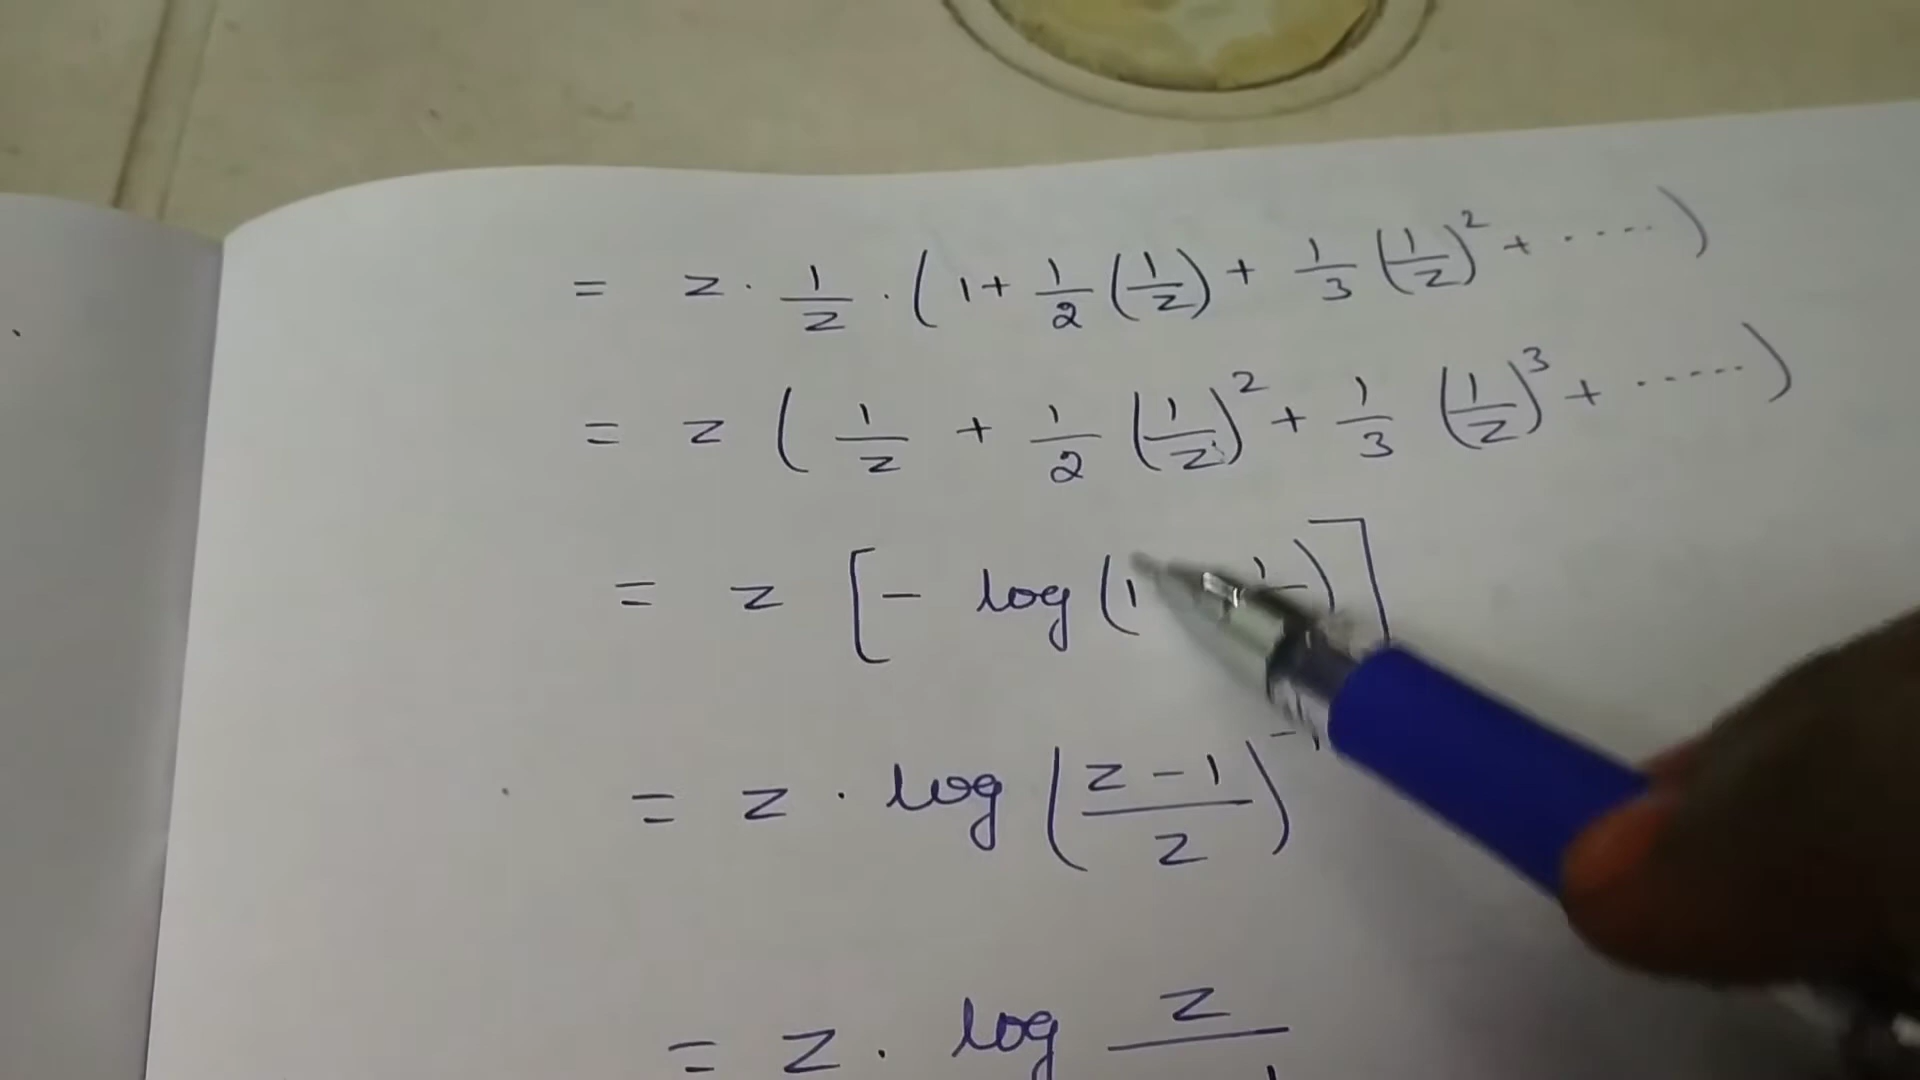 = z · 1/z · (1 + 1/2 (1/z) + 1/3 (1/z)² + .....)
= z ( 1/z + 1/2 (1/z)² + 1/3 (1/z)³ + .....)
= z [ - log (1
= z · log ( (z - 1)/z )⁻¹
= z · log z